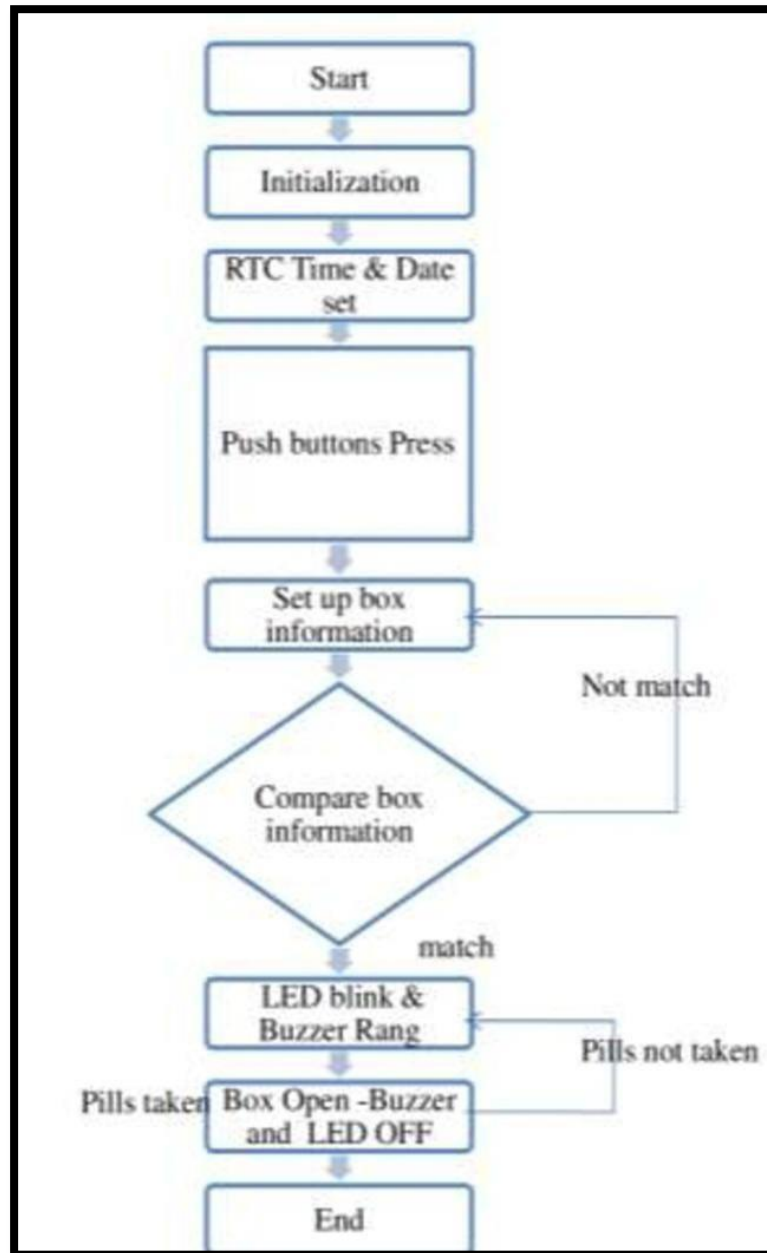 Start
Initialization
RTC Time & Date
set
Push buttons Press
Set up box
information
Not match
Compare box
information
match
LED blink &
Buzzer Rang
Pills not taken
Pills taken
Box Open -Buzzer
and LED OFF
End